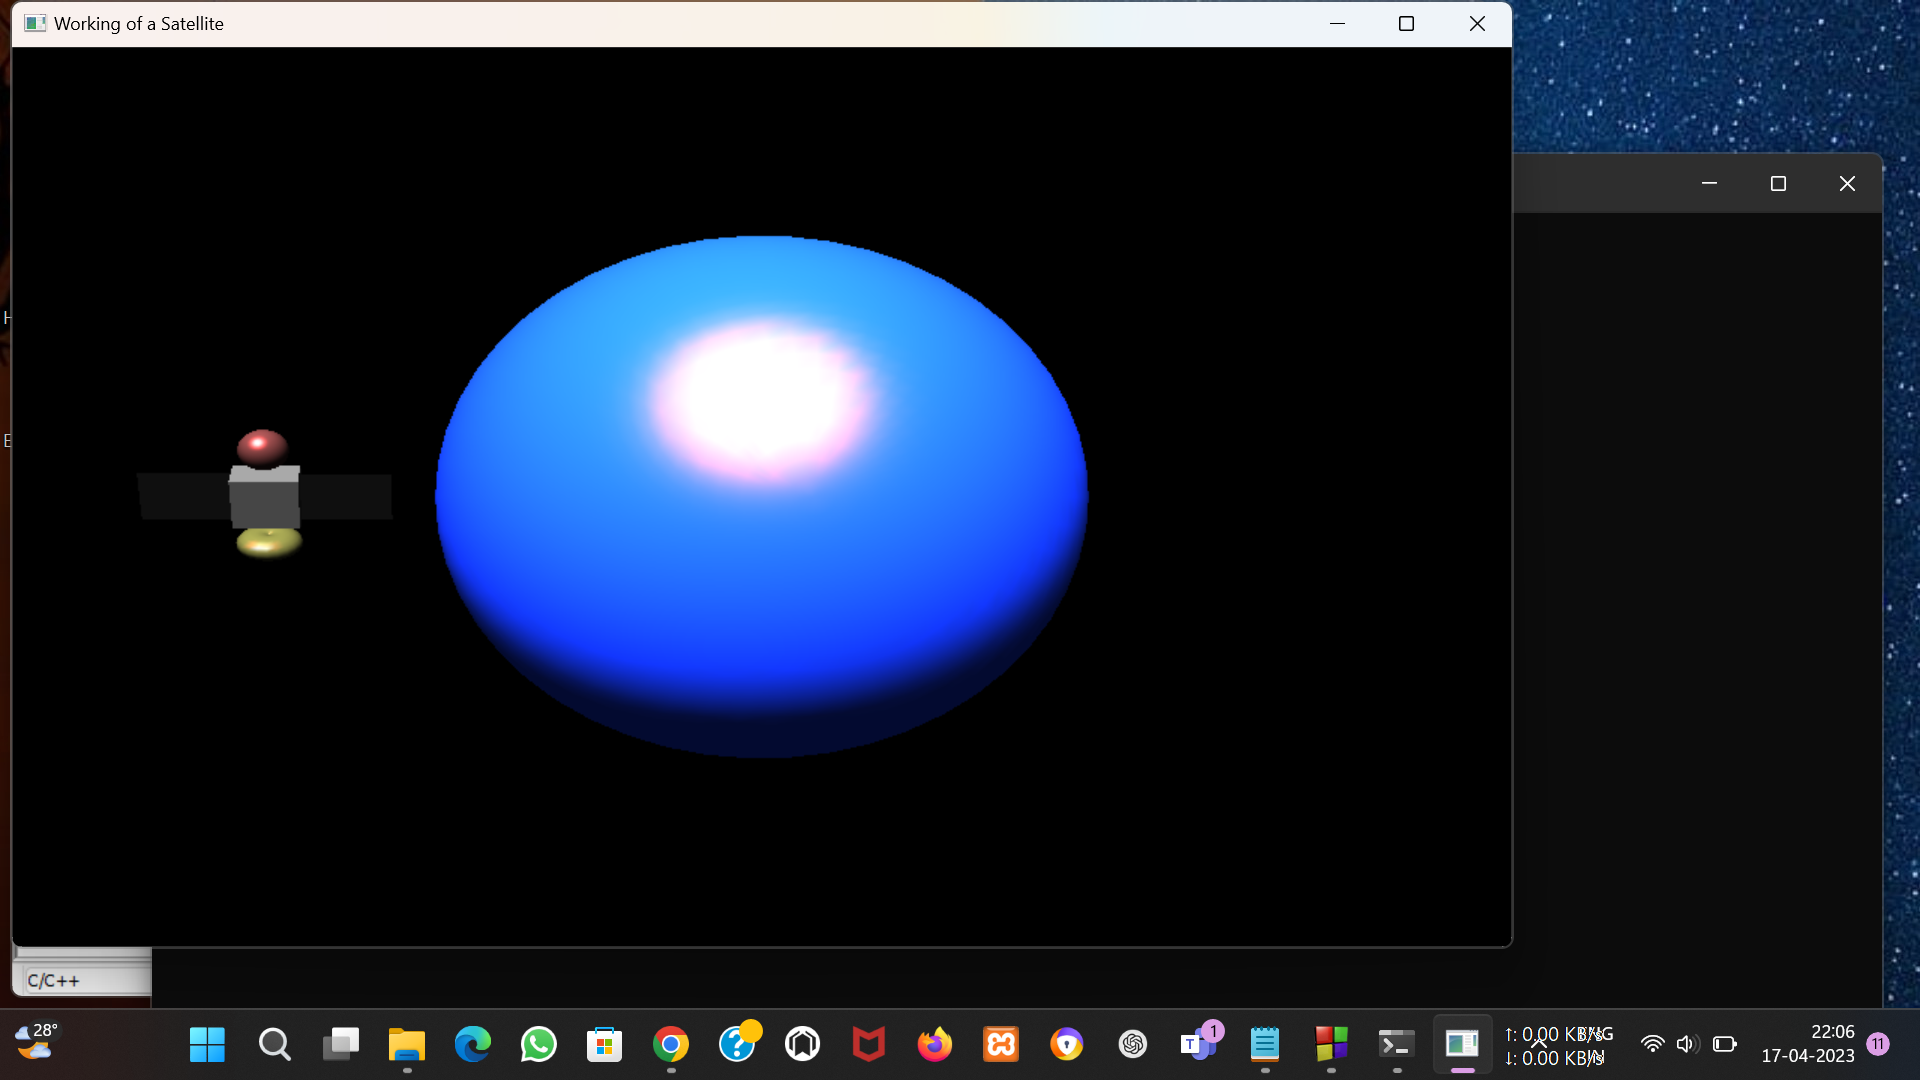 Working of a Satellite
H
E
C/C++
28°
1
↑: 0.00 KB/s
↓: 0.00 KB/s
22:06
17-04-2023
11